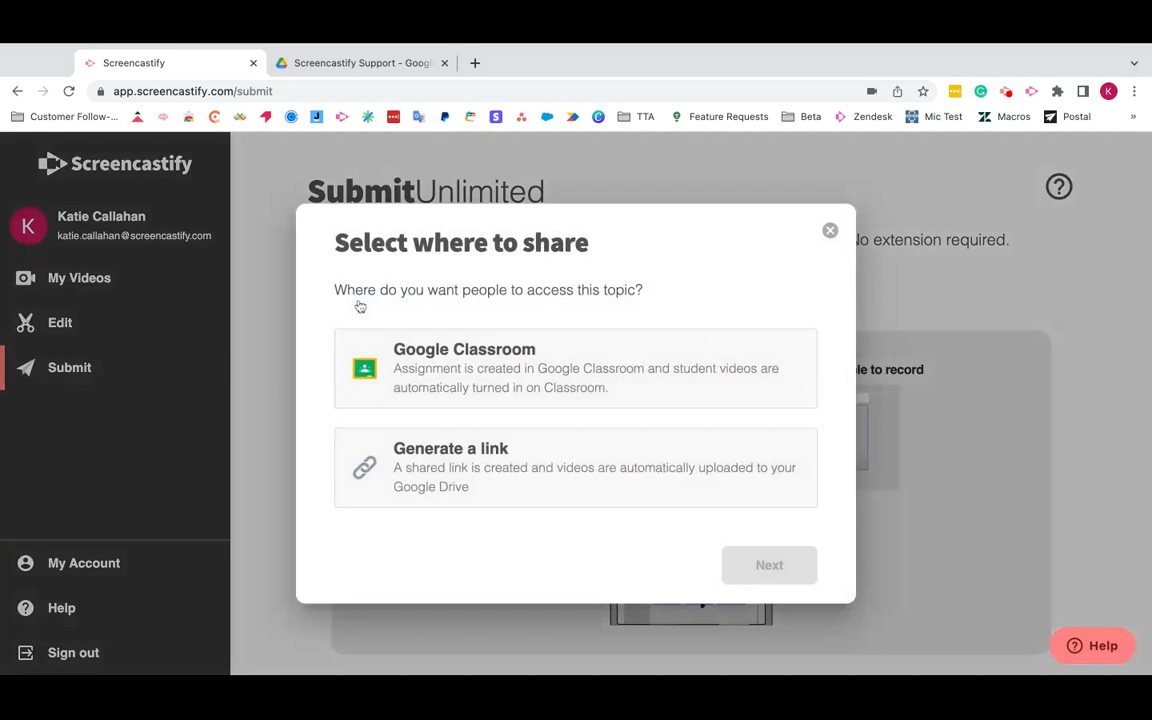 Screencastify
Screencastify Support - Goog
app.screencastify.com/submit
K
Customer Follow-...
TTA
Feature Requests
Beta
Zendesk
Mic Test
Macros
Postal
»
Screencastify
K
Katie Callahan
katie.callahan@screencastify.com
My Videos
Edit
Submit
My Account
Help
Sign out
SubmitUnlimited
No extension required.
le to record
Select where to share
Where do you want people to access this topic?
Google Classroom
Assignment is created in Google Classroom and student videos are
automatically turned in on Classroom.
Generate a link
A shared link is created and videos are automatically uploaded to your
Google Drive
Next
Help